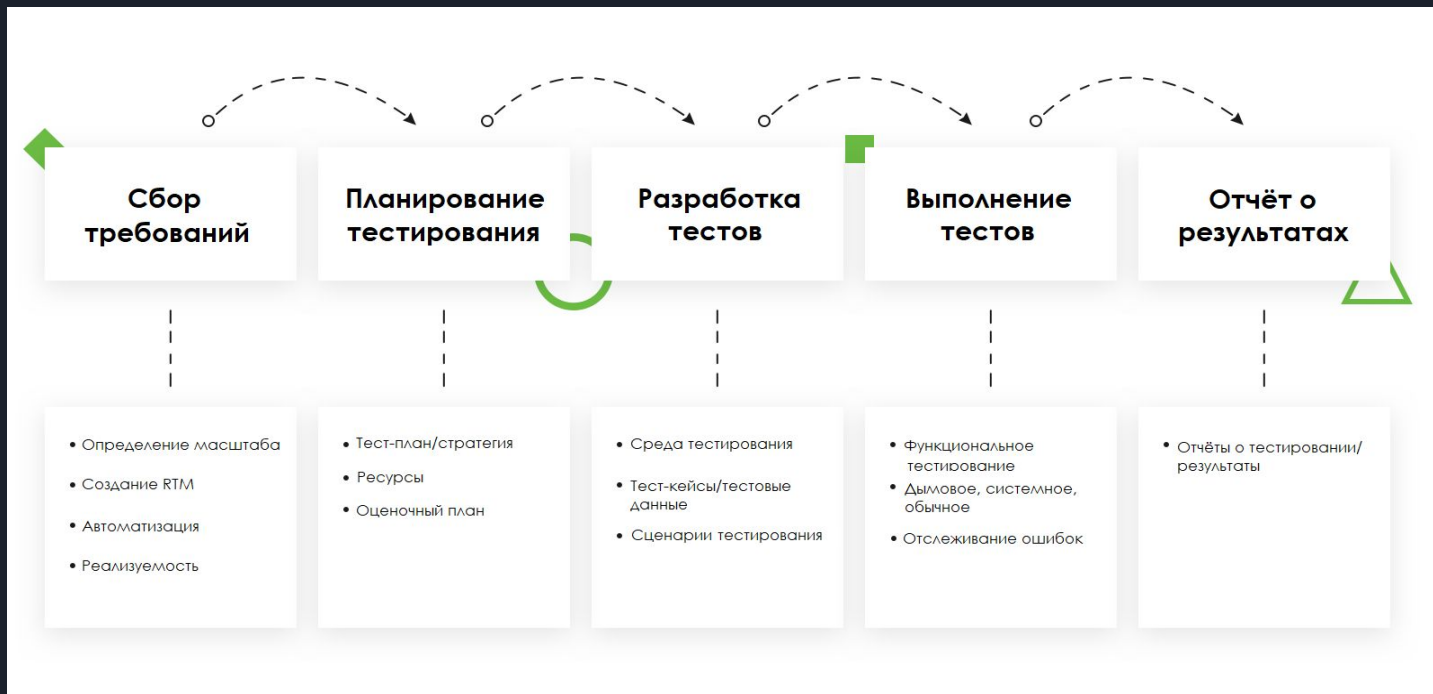 Сбор
требований
Планирование
тестирования
Разработка
тестов
Выполнение
тестов
Отчёт о
результатах
• Определение масштаба
• Создание RTM
• Автоматизация
• Реализуемость
• Тест-план/стратегия
• Ресурсы
• Оценочный план
• Среда тестирования
• Тест-кейсы/тестовые
данные
• Сценарии тестирования
• Функциональное
тестирование
• Дымовое, системное,
обычное
• Отслеживание ошибок
• Отчёты о тестировании/
результаты